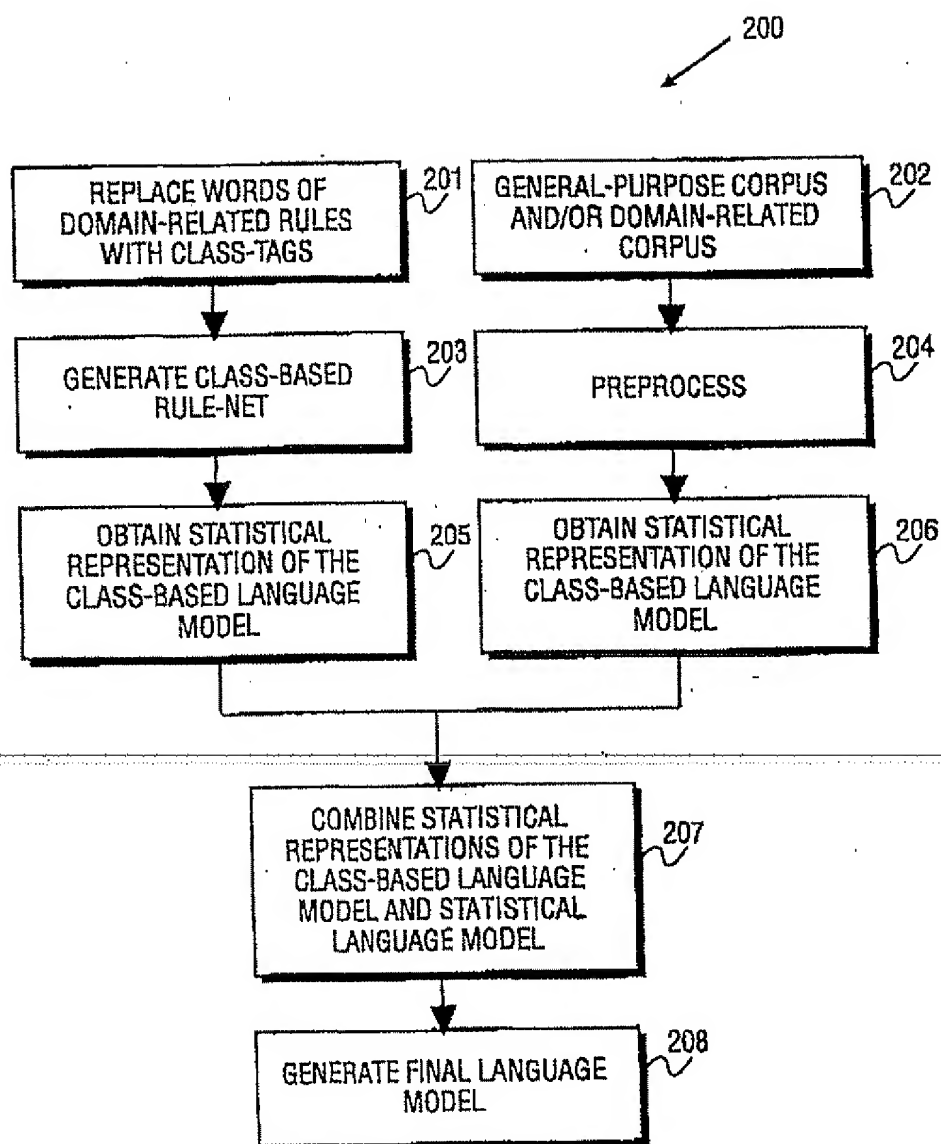 200
REPLACE WORDS OF
DOMAIN-RELATED RULES
WITH CLASS-TAGS
201
GENERAL-PURPOSE CORPUS
AND/OR DOMAIN-RELATED
CORPUS
202
GENERATE CLASS-BASED
RULE-NET
203
PREPROCESS
204
OBTAIN STATISTICAL
REPRESENTATION OF THE
CLASS-BASED LANGUAGE
MODEL
205
OBTAIN STATISTICAL
REPRESENTATION OF THE
CLASS-BASED LANGUAGE
MODEL
206
COMBINE STATISTICAL
REPRESENTATIONS OF THE
CLASS-BASED LANGUAGE
MODEL AND STATISTICAL
LANGUAGE MODEL
207
GENERATE FINAL LANGUAGE
MODEL
208